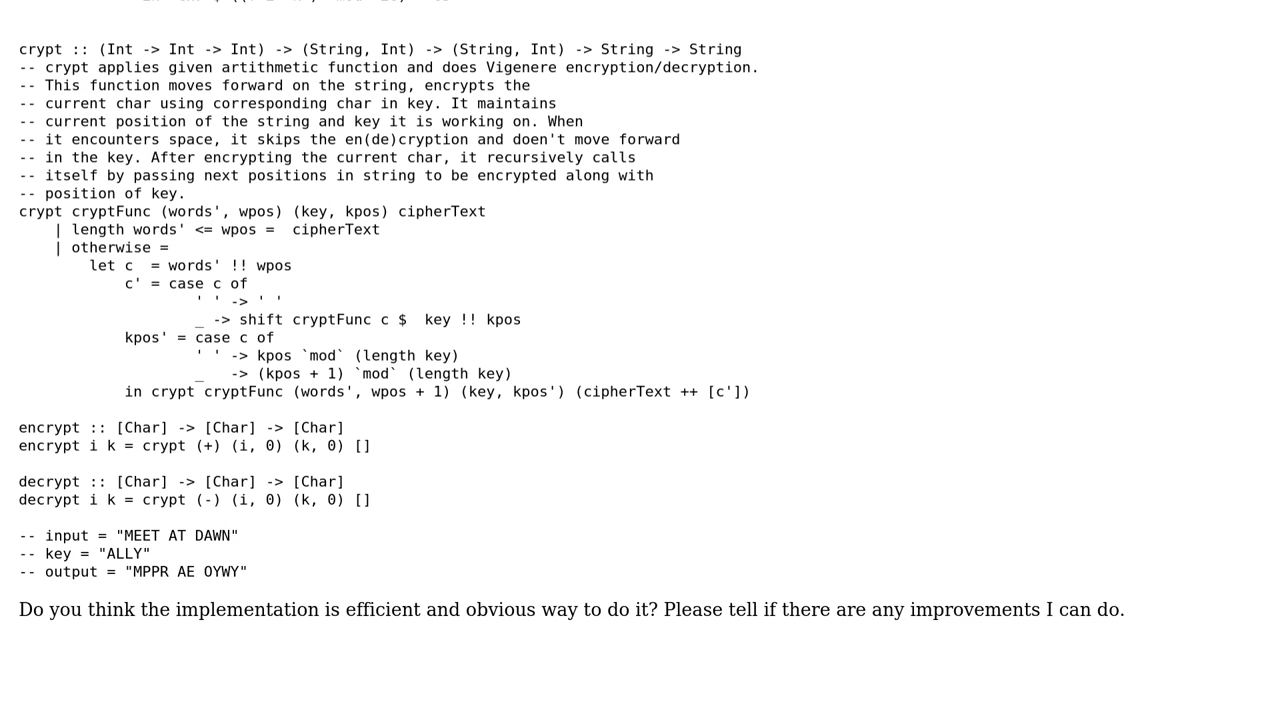 crypt :: (Int -> Int -> Int) -> (String, Int) -> (String, Int) -> String -> String
-- crypt applies given artithmetic function and does Vigenere encryption/decryption.
-- This function moves forward on the string, encrypts the
-- current char using corresponding char in key. It maintains
-- current position of the string and key it is working on. When
-- it encounters space, it skips the en(de)cryption and doen't move forward
-- in the key. After encrypting the current char, it recursively calls
-- itself by passing next positions in string to be encrypted along with
-- position of key.
crypt cryptFunc (words', wpos) (key, kpos) cipherText
    | length words' <= wpos =  cipherText
    | otherwise =
        let c  = words' !! wpos
            c' = case c of
                    ' ' -> ' '
                    _ -> shift cryptFunc c $  key !! kpos
            kpos' = case c of
                    ' ' -> kpos `mod` (length key)
                    _   -> (kpos + 1) `mod` (length key)
            in crypt cryptFunc (words', wpos + 1) (key, kpos') (cipherText ++ [c'])
encrypt :: [Char] -> [Char] -> [Char]
encrypt i k = crypt (+) (i, 0) (k, 0) []
decrypt :: [Char] -> [Char] -> [Char]
decrypt i k = crypt (-) (i, 0) (k, 0) []
-- input = "MEET AT DAWN"
-- key = "ALLY"
-- output = "MPPR AE OYWY"
Do you think the implementation is efficient and obvious way to do it? Please tell if there are any improvements I can do.